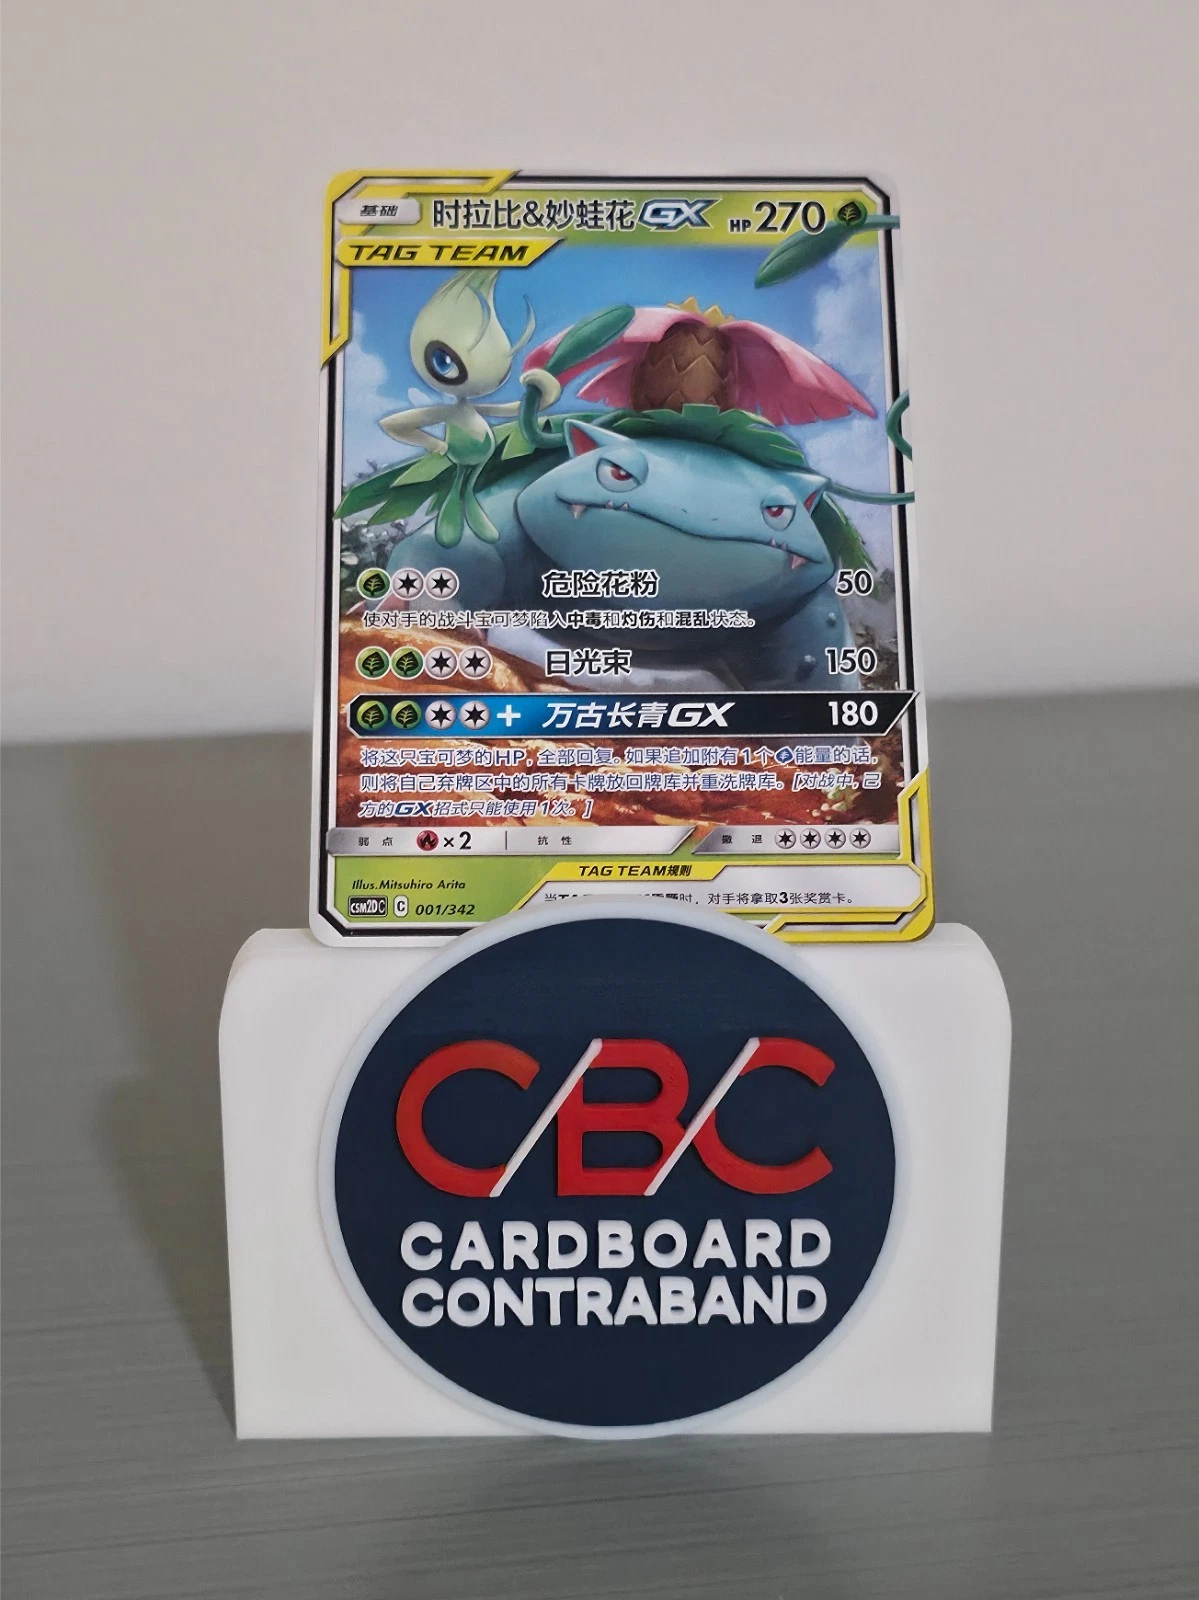 基础 时拉比&妙蛙花GX HP270
TAG TEAM
危险花粉 50
使对手的战斗宝可梦陷入中毒和灼伤和混乱状态。
日光束 150
+ 万古长青GX 180
将这只宝可梦的HP,全部回复。如果追加附有1个能量的话,
则将自己弃牌区中的所有卡牌放回牌库并重洗牌库。[对战中,己
方的GX招式只能使用1次。]
弱点 ×2 抗性 撤退
TAG TEAM规则
Illus.Mitsuhiro Arita
时,对手将拿取3张奖赏卡。
CSM2DC C 001/342
CBC
CARDBOARD
CONTRABAND